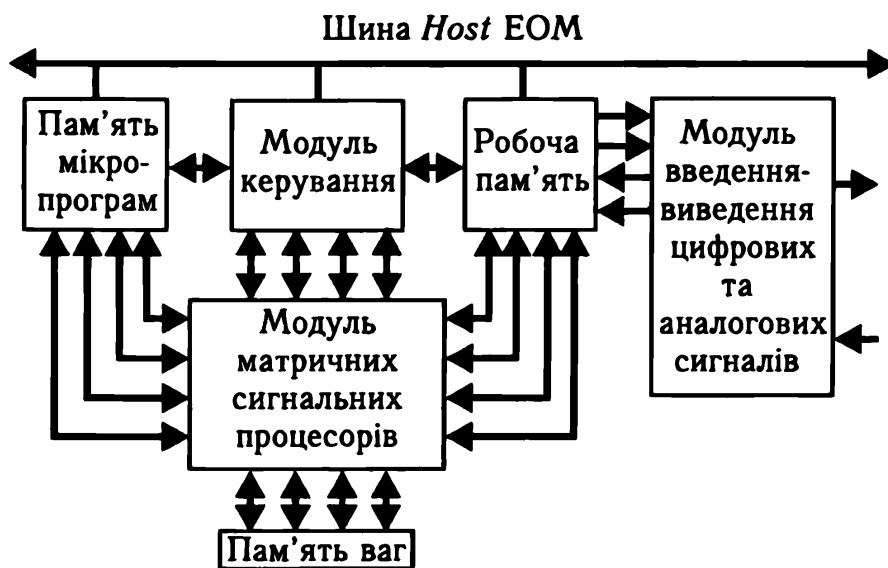 Шина Host ЕОМ
Пам’ять
мікро-
програм
Модуль
керування
Робоча
пам’ять
Модуль
введення-
виведення
цифрових
та
аналогових
сигналів
Модуль
матричних
сигнальних
процесорів
Пам’ять ваг